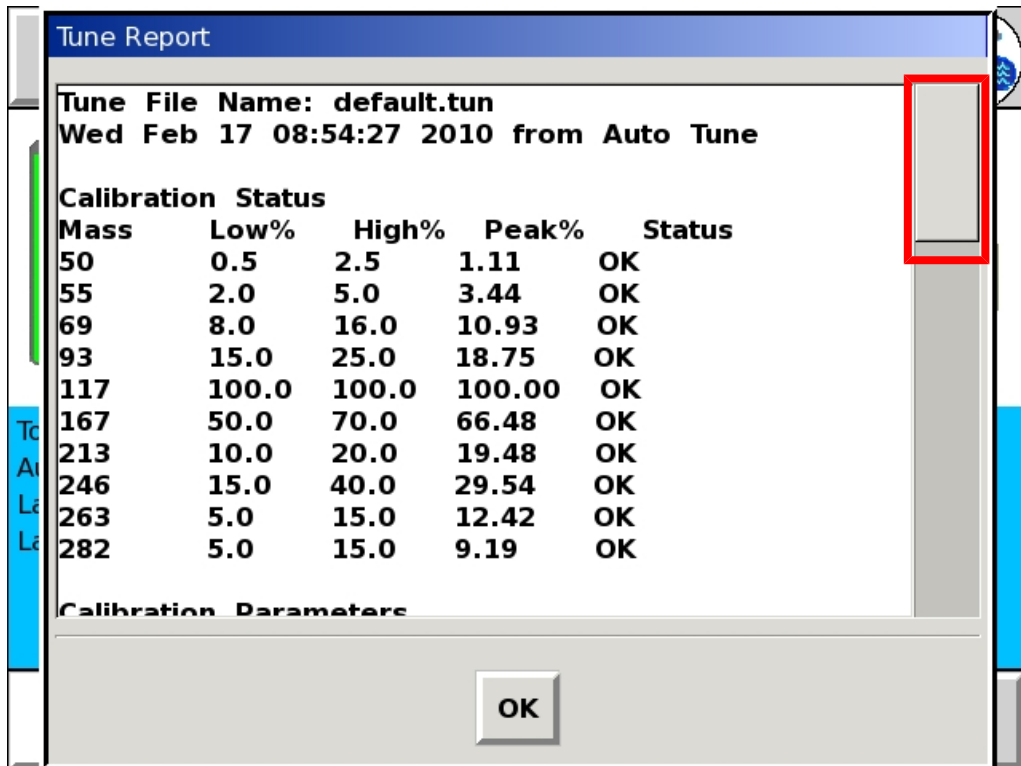 Tune Report
Tune File Name: default.tun
Wed Feb 17 08:54:27 2010 from Auto Tune
Calibration Status
Mass Low% High% Peak% Status
50 0.5 2.5 1.11 OK
55 2.0 5.0 3.44 OK
69 8.0 16.0 10.93 OK
93 15.0 25.0 18.75 OK
117 100.0 100.0 100.00 OK
167 50.0 70.0 66.48 OK
213 10.0 20.0 19.48 OK
246 15.0 40.0 29.54 OK
263 5.0 15.0 12.42 OK
282 5.0 15.0 9.19 OK
Calibration Parameters
OK